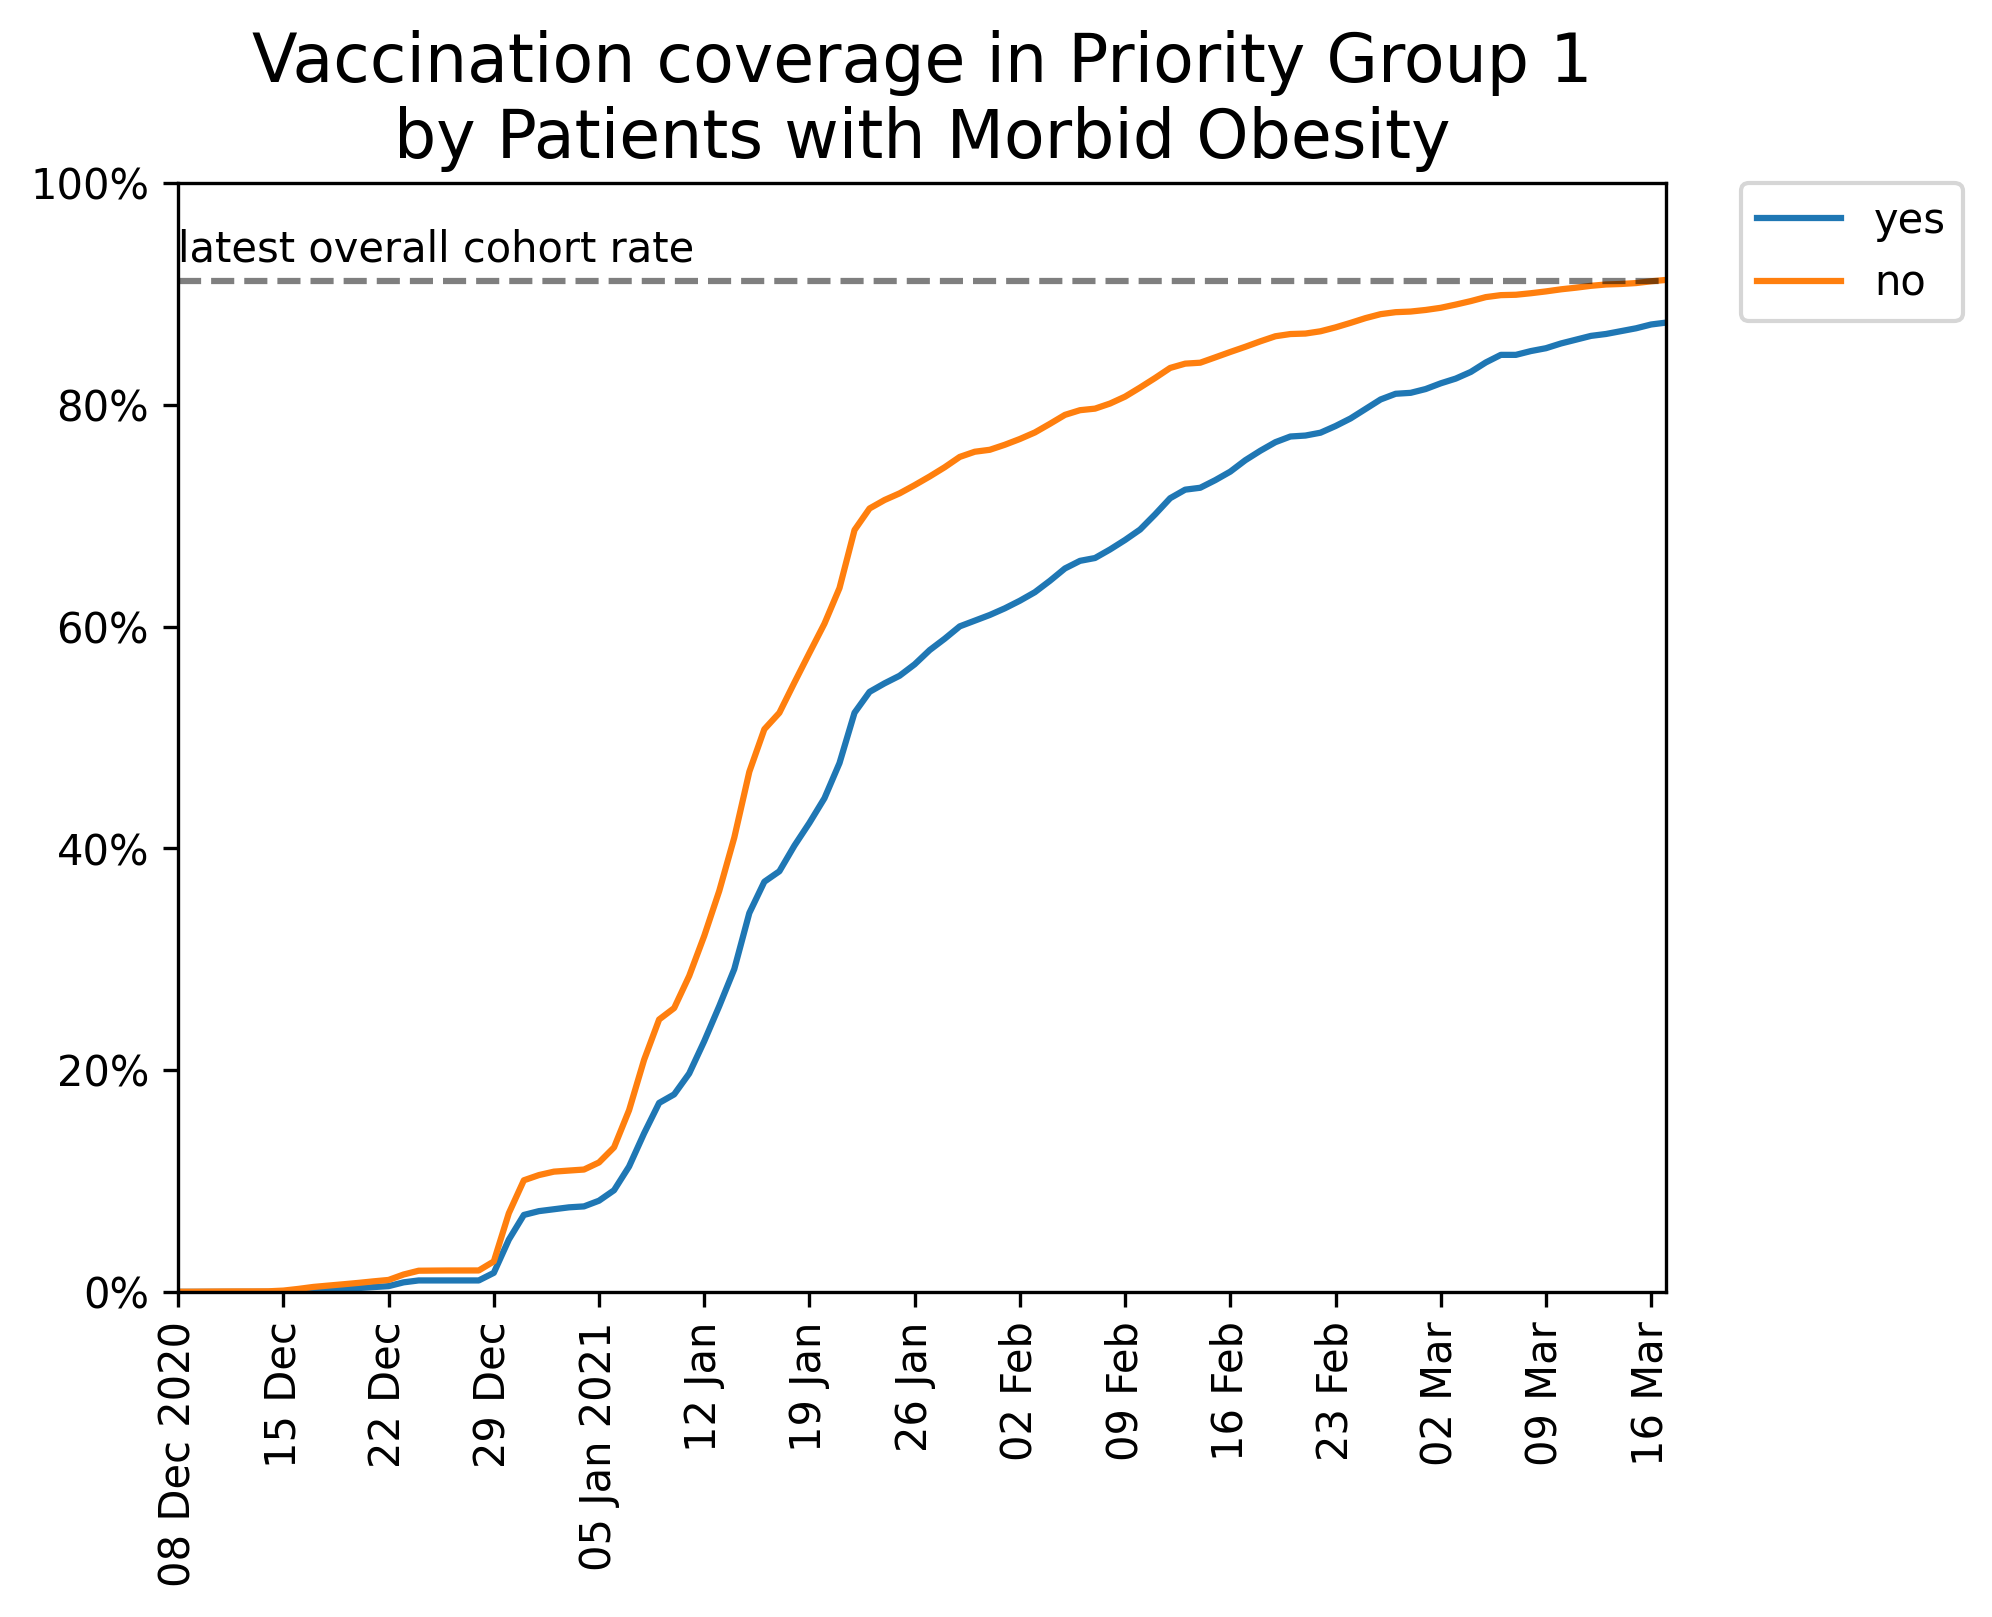 Vaccination coverage in Priority Group 1
by Patients with Morbid Obesity
100%
80%
60%
40%
20%
0%
latest overall cohort rate
yes
no
08 Dec 2020
15 Dec
22 Dec
29 Dec
05 Jan 2021
12 Jan
19 Jan
26 Jan
02 Feb
09 Feb
16 Feb
23 Feb
02 Mar
09 Mar
16 Mar